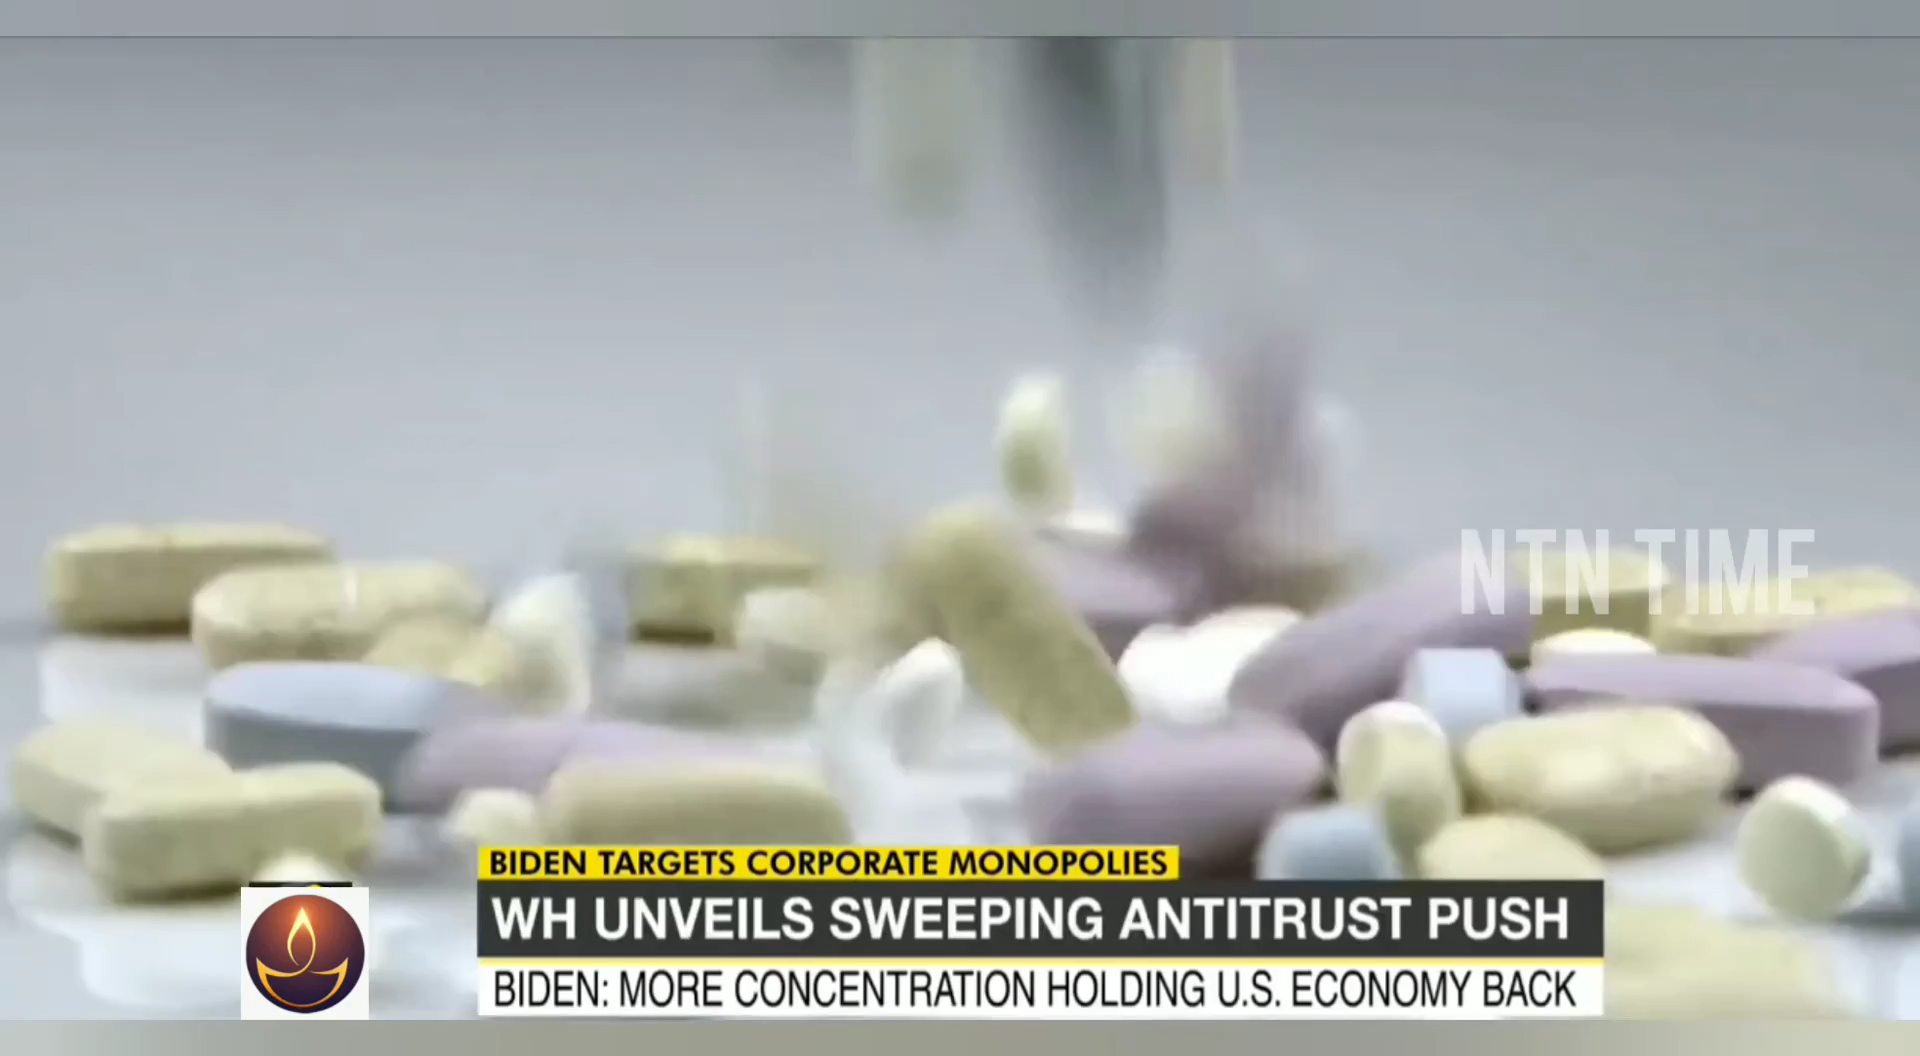 NTN TIME
BIDEN TARGETS CORPORATE MONOPOLIES
WH UNVEILS SWEEPING ANTITRUST PUSH
BIDEN: MORE CONCENTRATION HOLDING U.S. ECONOMY BACK